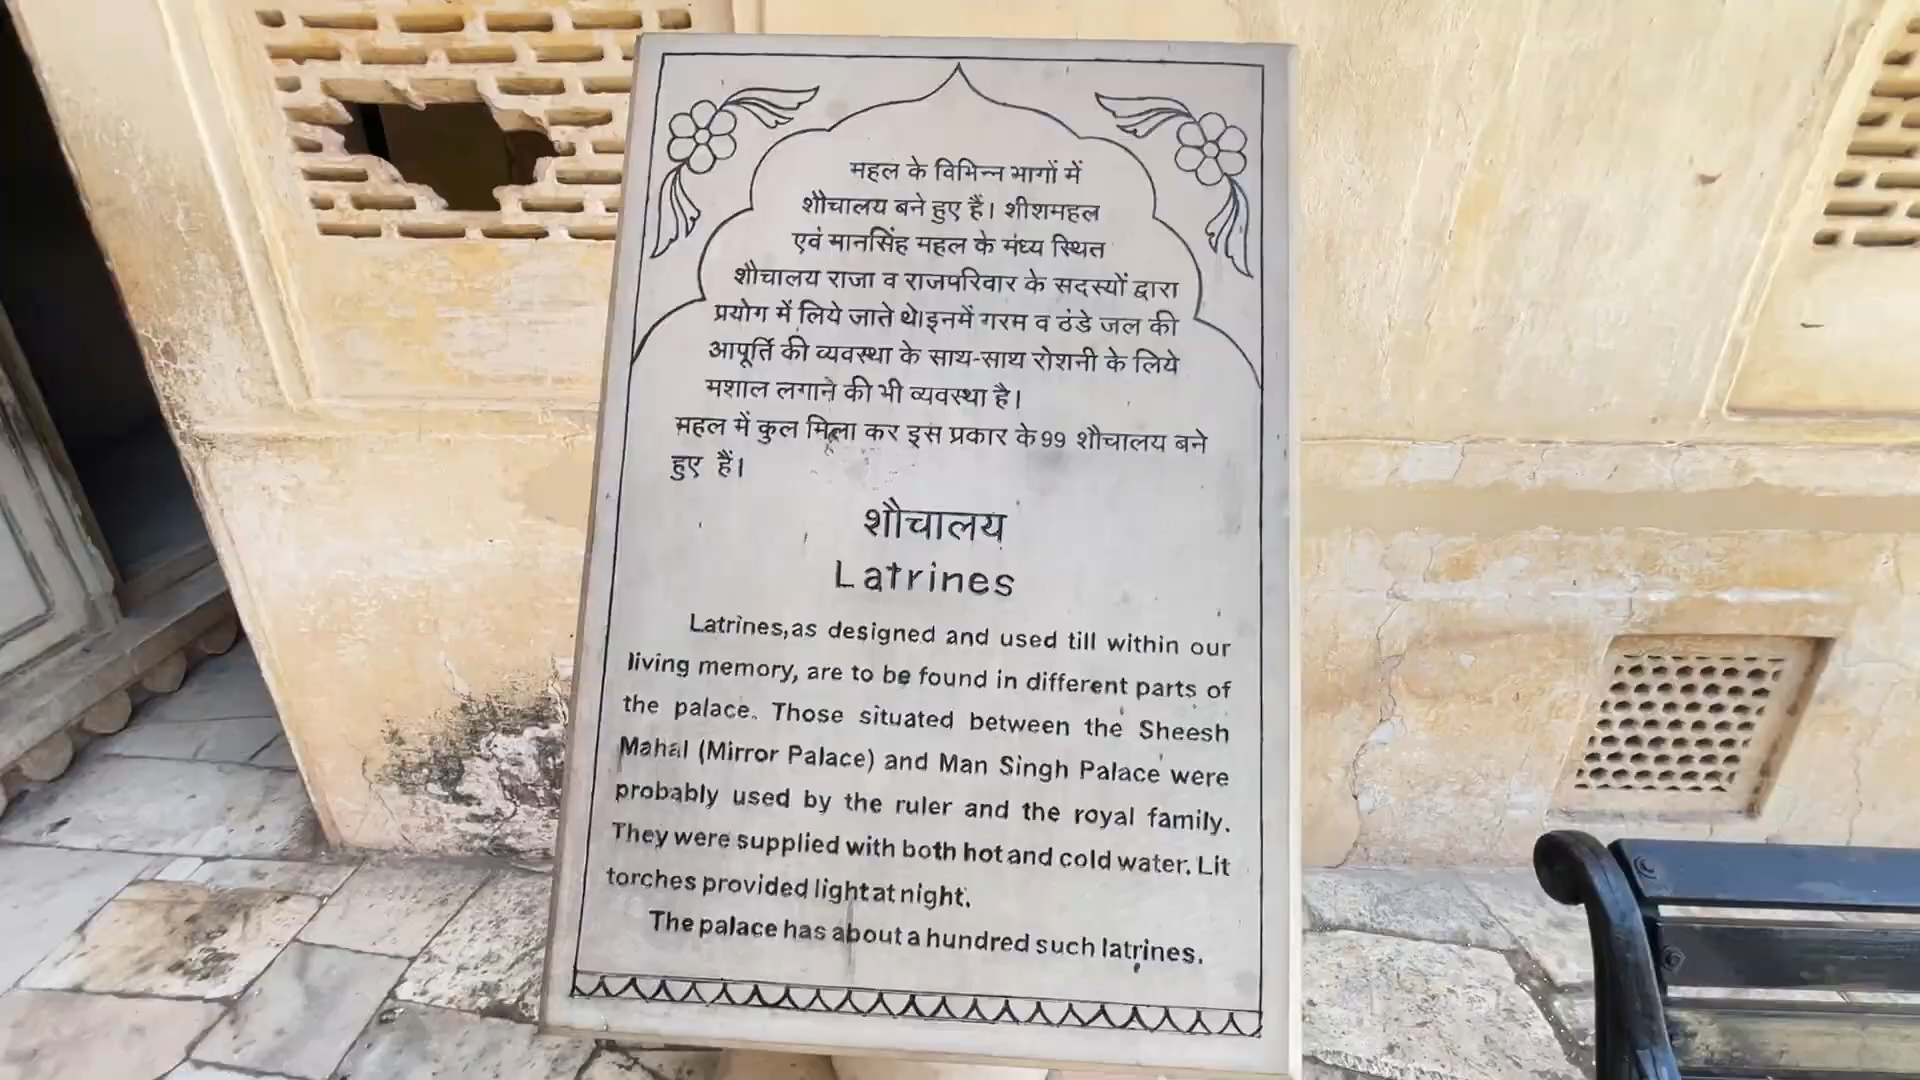 महल के विभिन्न भागों में
शौचालय बने हुए हैं। शीशमहल
एवं मानसिंह महल के मध्य स्थित
शौचालय राजा व राजपरिवार के सदस्यों द्वारा
प्रयोग में लिये जाते थे।इनमें गरम व ठंडे जल की
आपूर्ति की व्यवस्था के साथ-साथ रोशनी के लिये
मशाल लगाने की भी व्यवस्था है।
महल में कुल मिला कर इस प्रकार के 99 शौचालय बने
हुए हैं।
शौचालय
Latrines
Latrines,as designed and used till within our
living memory, are to be found in different parts of
the palace. Those situated between the Sheesh
Mahal (Mirror Palace) and Man Singh Palace were
probably used by the ruler and the royal family.
They were supplied with both hot and cold water. Lit
torches provided light at night.
The palace has about a hundred such latrines.